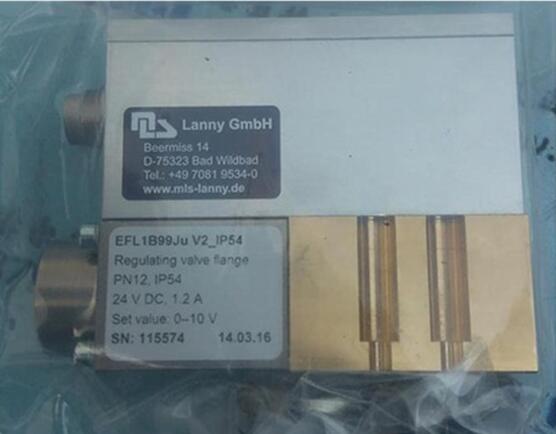 MLS Lanny GmbH
Beermiss 14
D-75323 Bad Wildbad
Tel.: +49 7081 9534-0
www.mls-lanny.de
EFL1B99Ju V2_IP54
Regulating valve flange
PN12, IP54
24 V DC, 1.2 A
Set value: 0–10 V
SN: 115574 14.03.16